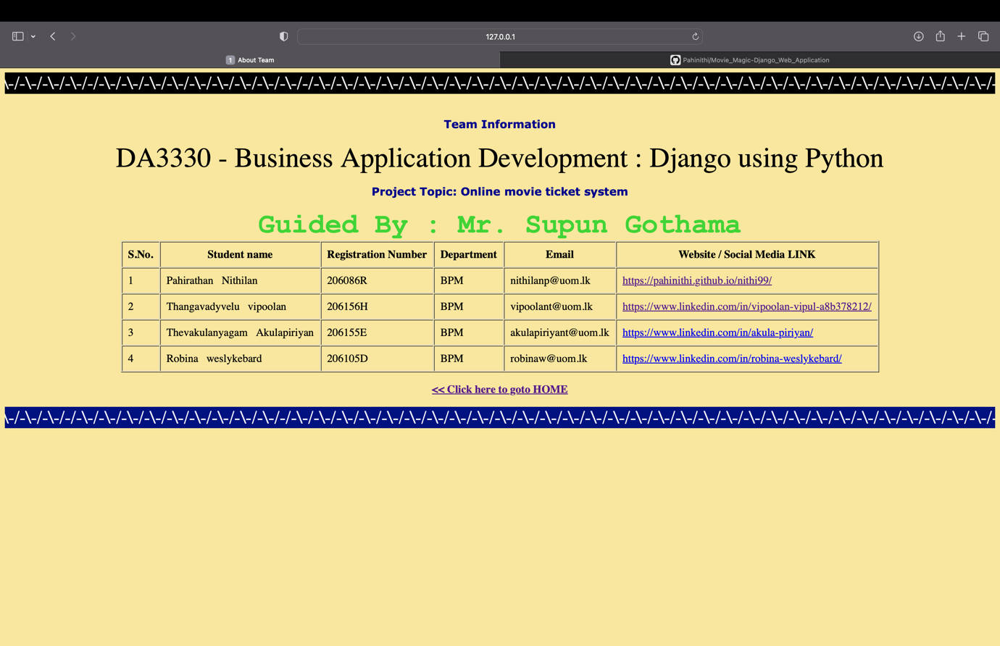 127.0.0.1
1 About Team
Pahinithi/Movie_Magic-Django_Web_Application
\-/-\-/-\-/-/-\-/-\-/-\-/-\-/-\-/-\-/-\-/-\-/-\-/-\-/-\-/-\-/-\-/-\-/-\-/-\-/-\-/-\-/-\-/-\-/-\-/-\-/-\-/-\-/-\-/-\-/-\-/-\-/-\-/-\-/-\-/-\-/-\-/-\-/-\-/-\-/-\-/-\-/-\-/-\-/-
Team Information
DA3330 - Business Application Development : Django using Python
Project Topic: Online movie ticket system
Guided By : Mr. Supun Gothama
S.No. Student name Registration Number Department Email Website / Social Media LINK
1 Pahirathan Nithilan 206086R BPM nithilanp@uom.lk https://pahinithi.github.io/nithi99/
2 Thangavadyvelu vipoolan 206156H BPM vipoolant@uom.lk https://www.linkedin.com/in/vipoolan-vipul-a8b378212/
3 Thevakulanyagam Akulapiriyan 206155E BPM akulapiriyant@uom.lk https://www.linkedin.com/in/akula-piriyan/
4 Robina weslykebard 206105D BPM robinaw@uom.lk https://www.linkedin.com/in/robina-weslykebard/
<< Click here to goto HOME
\-/-\-/-\-/-/-\-/-\-/-\-/-\-/-\-/-\-/-\-/-\-/-\-/-\-/-\-/-\-/-\-/-\-/-\-/-\-/-\-/-\-/-\-/-\-/-\-/-\-/-\-/-\-/-\-/-\-/-\-/-\-/-\-/-\-/-\-/-\-/-\-/-\-/-\-/-\-/-\-/-\-/-\-/-\-/-